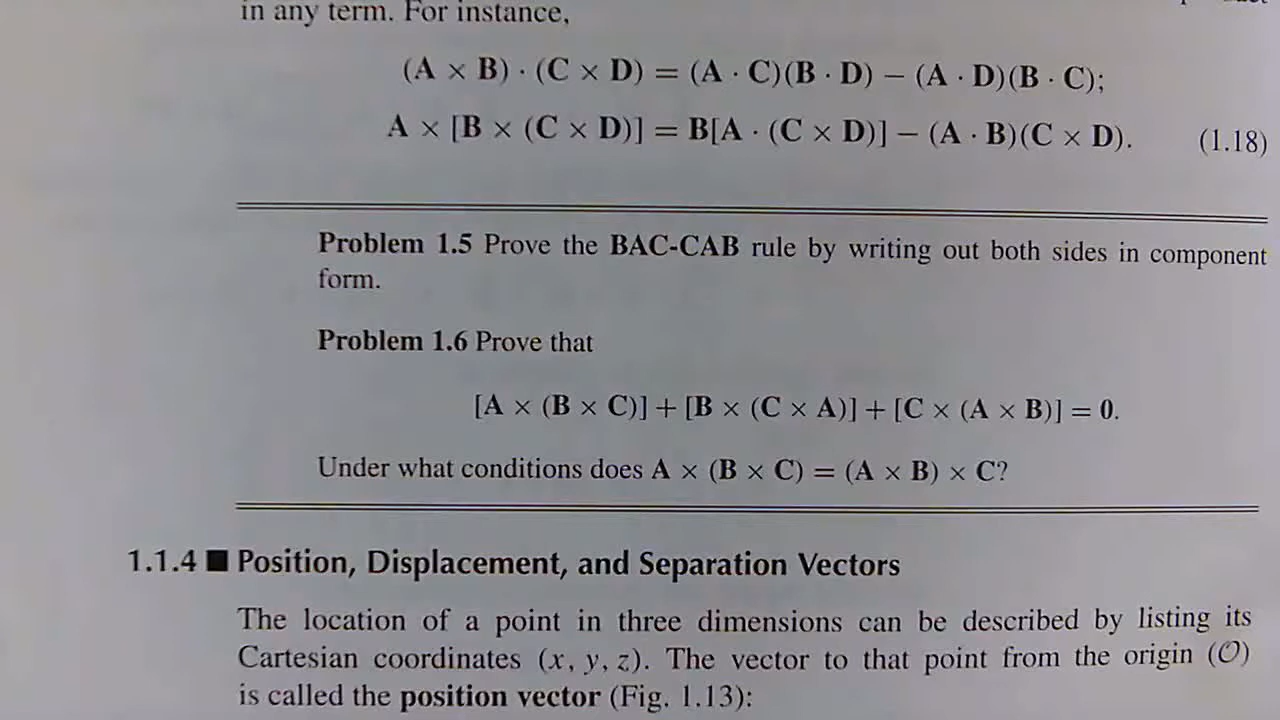 in any term. For instance,
(A × B) · (C × D) = (A · C)(B · D) − (A · D)(B · C);
A × [B × (C × D)] = B[A · (C × D)] − (A · B)(C × D). (1.18)
Problem 1.5 Prove the BAC-CAB rule by writing out both sides in component
form.
Problem 1.6 Prove that
[A × (B × C)] + [B × (C × A)] + [C × (A × B)] = 0.
Under what conditions does A × (B × C) = (A × B) × C?
1.1.4 ■ Position, Displacement, and Separation Vectors
The location of a point in three dimensions can be described by listing its
Cartesian coordinates (x, y, z). The vector to that point from the origin (𝒪)
is called the position vector (Fig. 1.13):